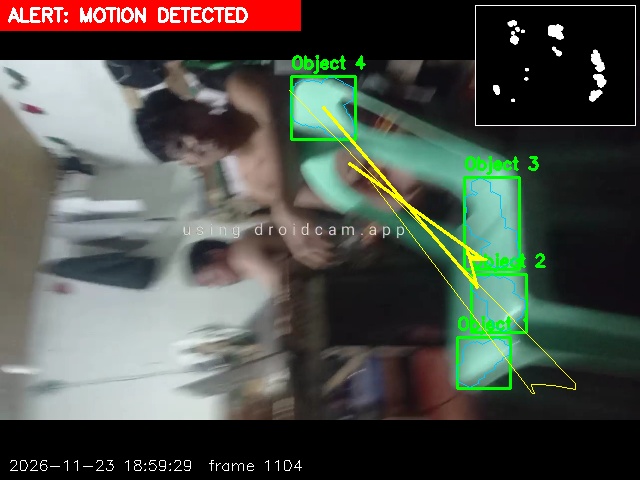 ALERT: MOTION DETECTED
Object 4
Object 3
Object 2
Object
using droidcam.app
2026-11-23 18:59:29 frame 1104